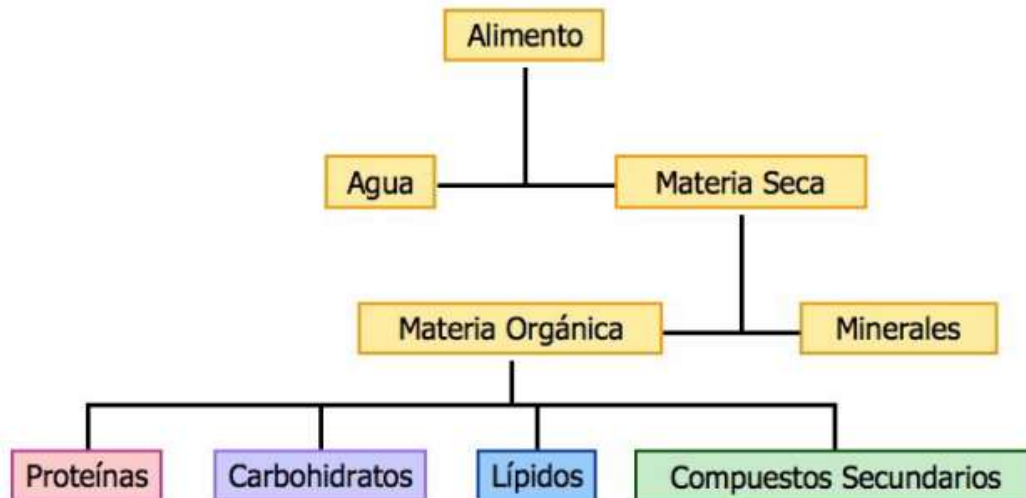 Alimento
Agua
Materia Seca
Materia Orgánica
Minerales
Proteínas
Carbohidratos
Lípidos
Compuestos Secundarios